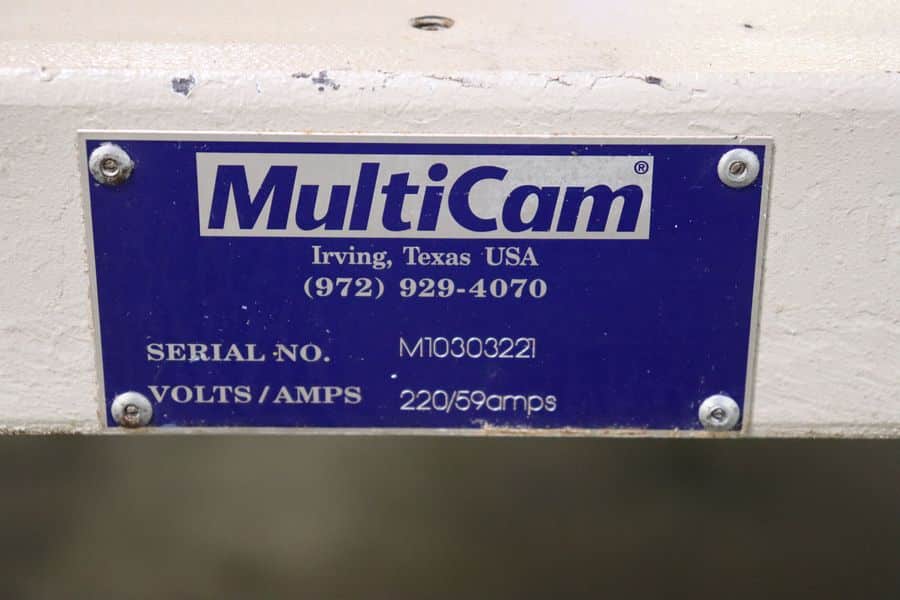 MultiCam®
Irving, Texas USA
(972) 929-4070
SERIAL NO. M10303221
VOLTS/AMPS 220/59amps